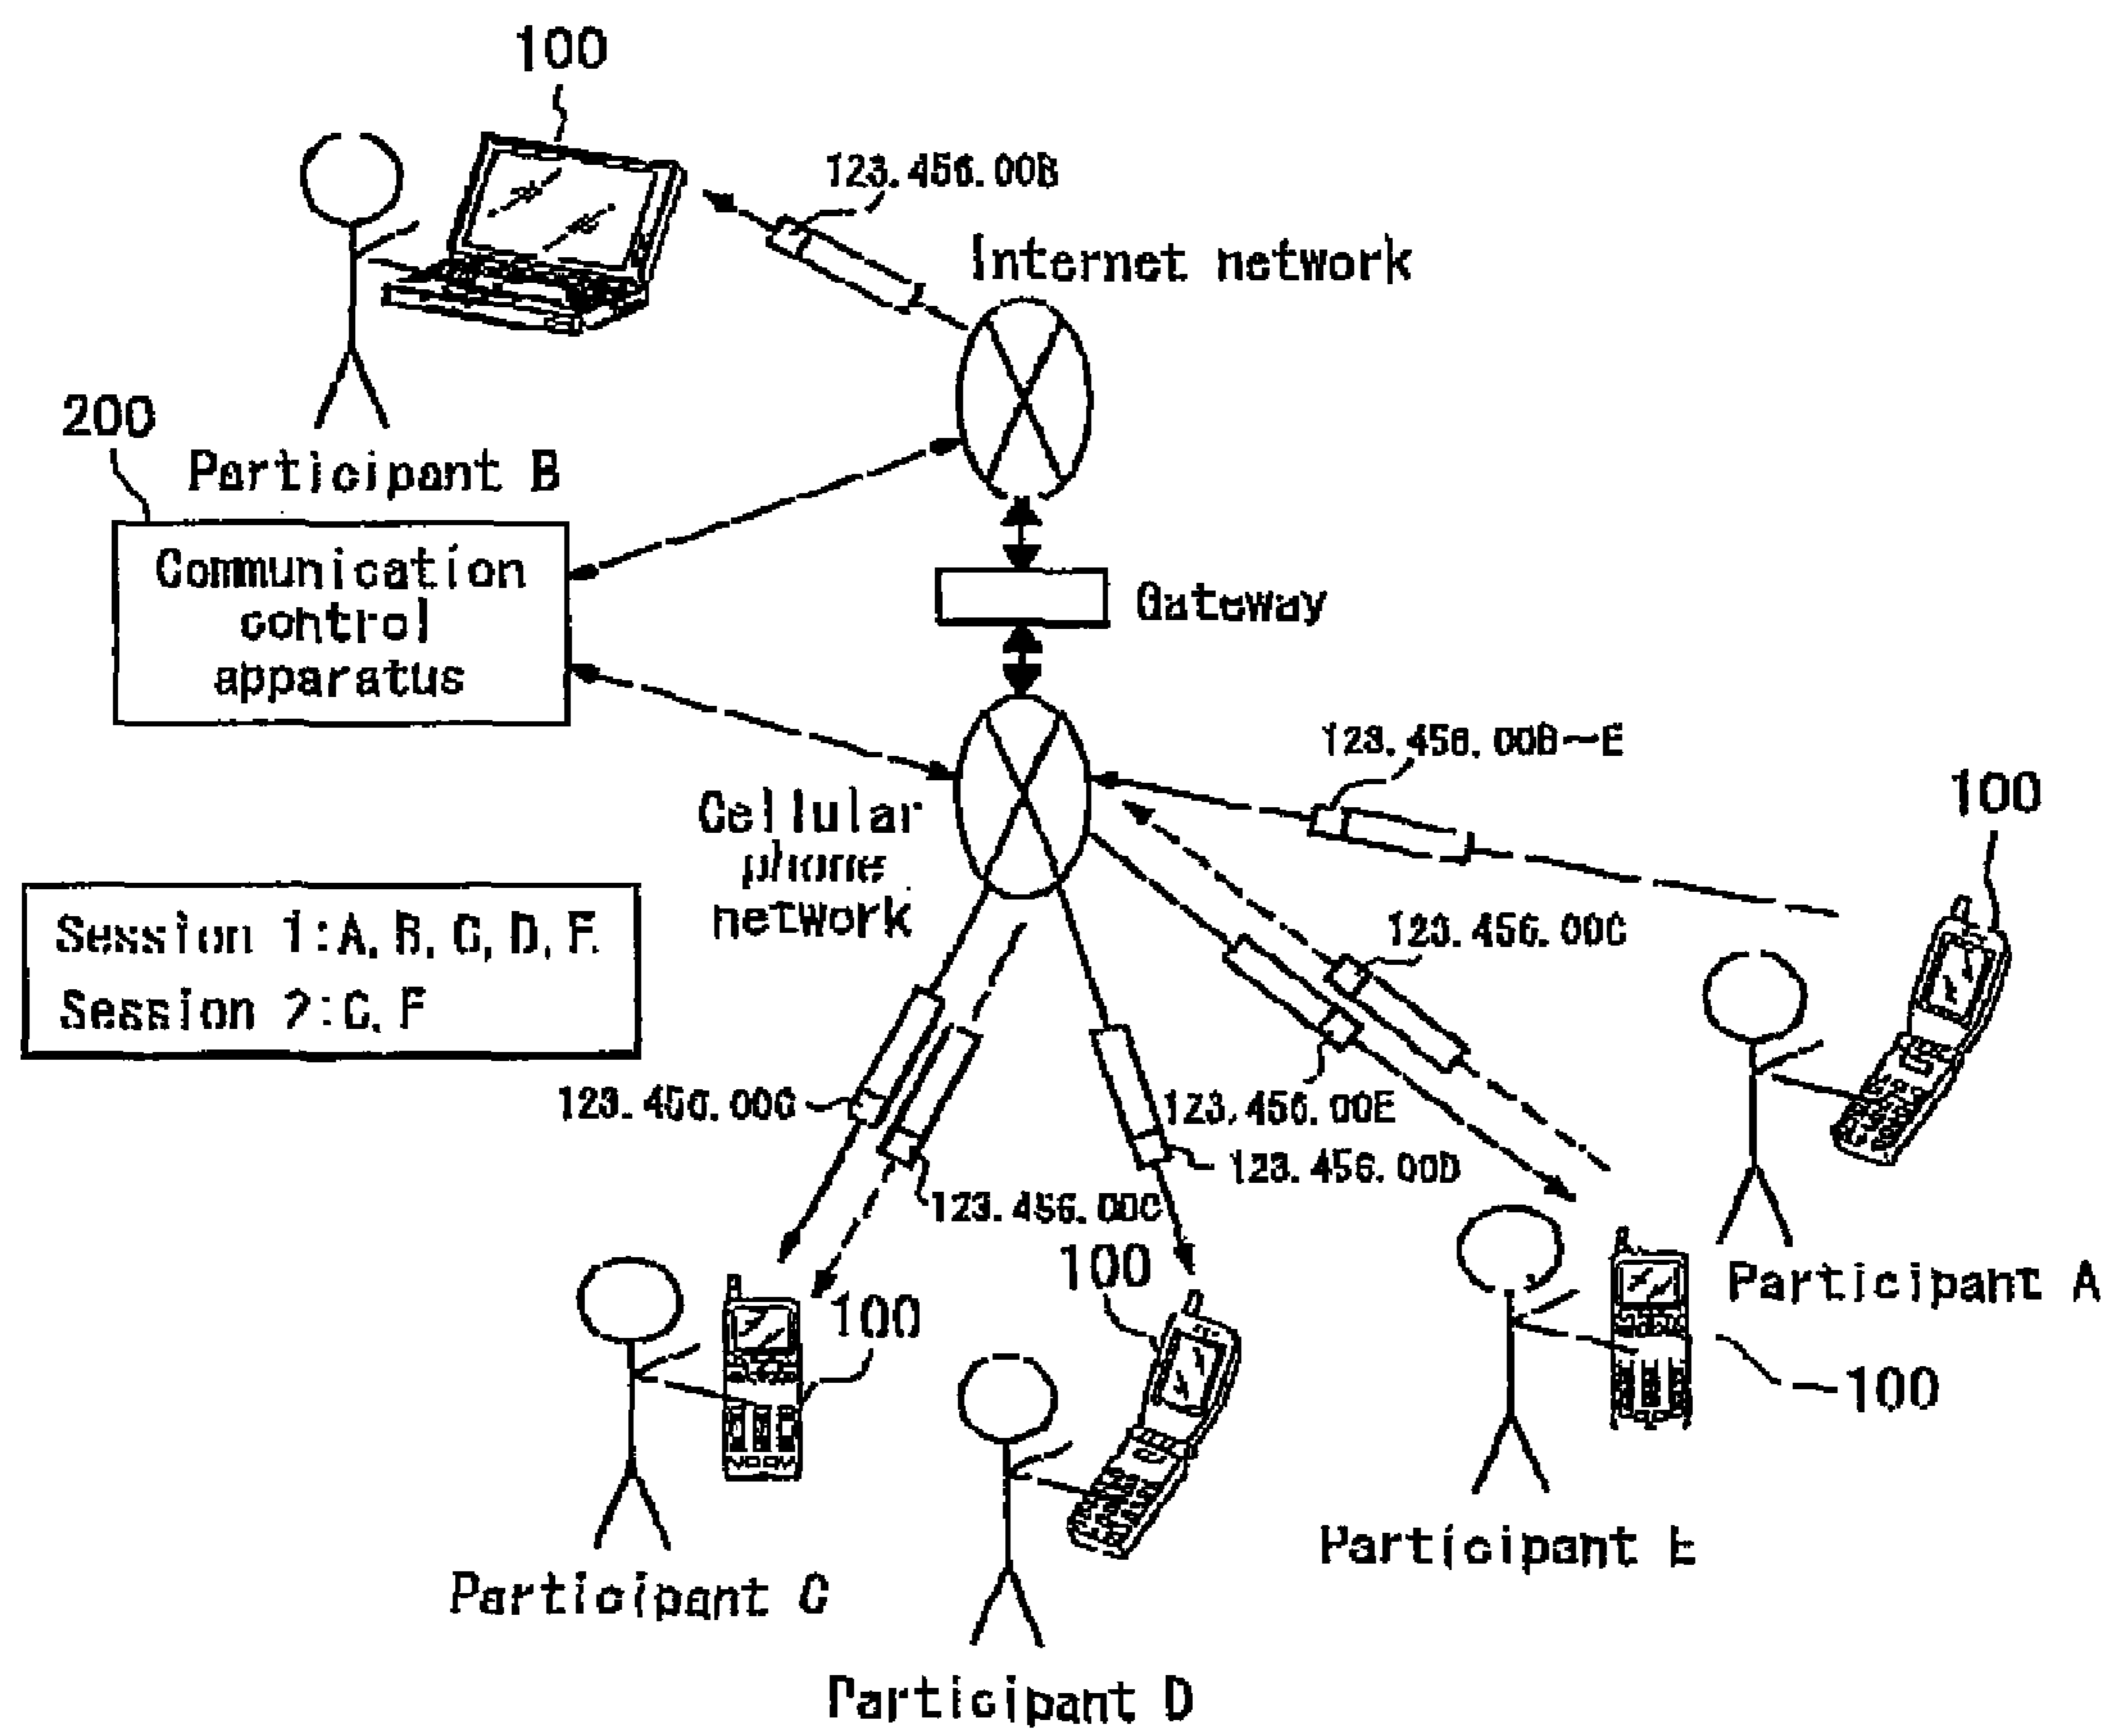 100
123.456.00B
Internet network
200
Participant B
Communication
control
apparatus
Gateway
123.456.00B~E
100
Cellular
phone
network
Session 1:A, B, C, D, E
Session 2:C, E
123.456.00C
123.456.00C
123.456.00E
123.456.00D
123.456.00C
100
Participant A
100
100
Participant E
Participant C
Participant D